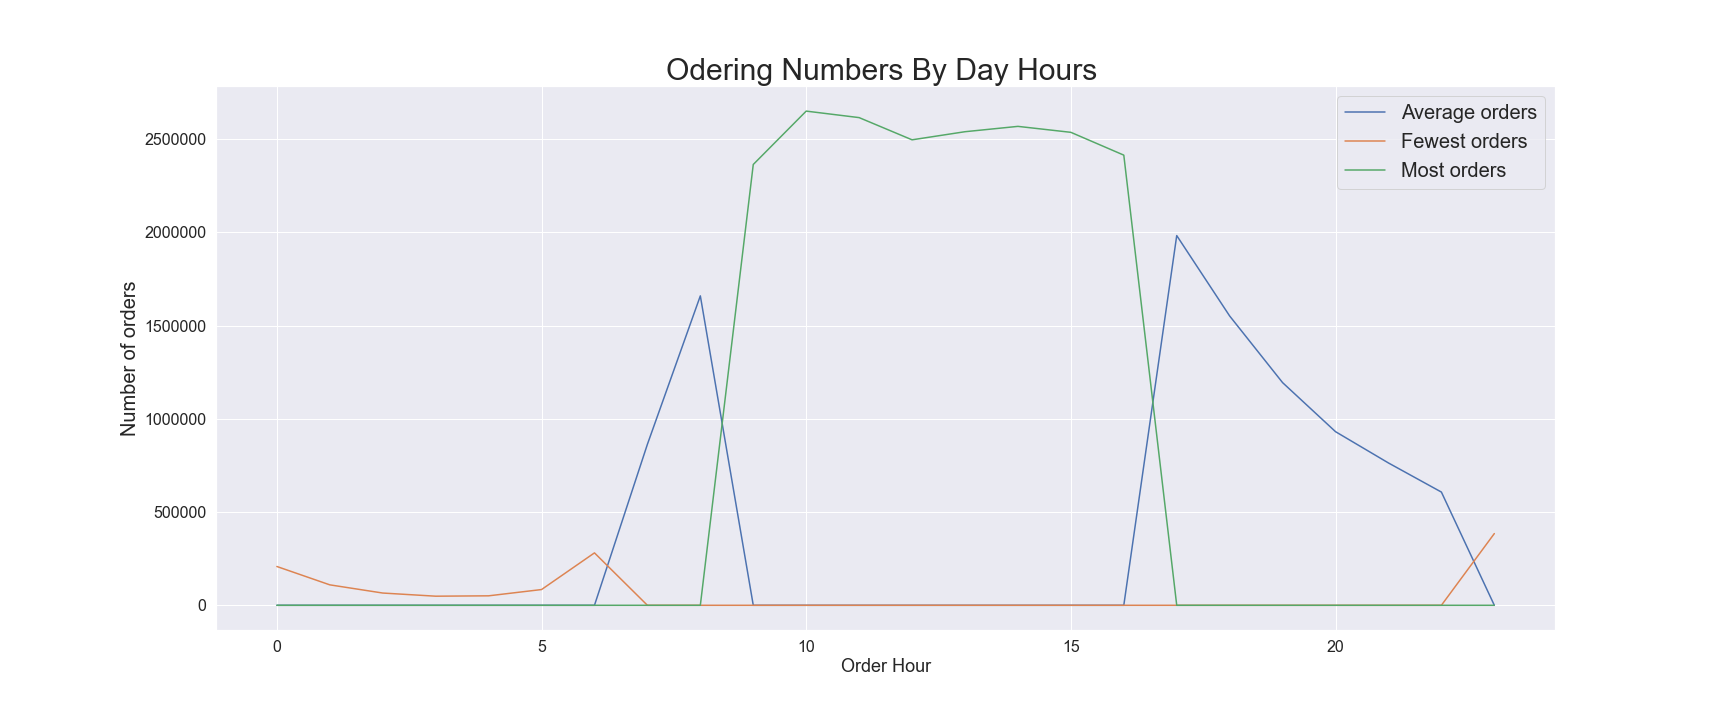 Odering Numbers By Day Hours
Average orders
Fewest orders
Most orders
Number of orders
2500000
2000000
1500000
1000000
500000
0
0 5 10 15 20
Order Hour